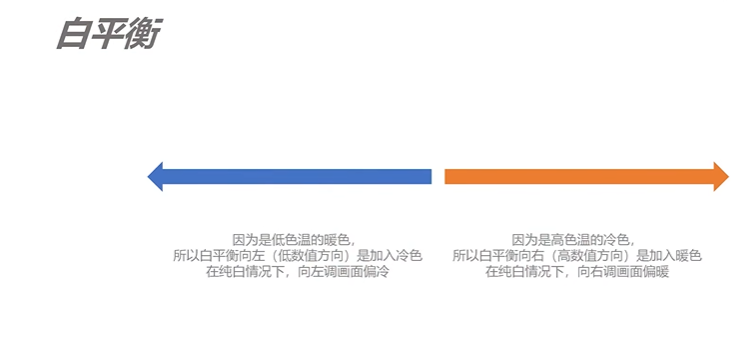 白平衡
因为是低色温的暖色，
所以白平衡向左（低数值方向）是加入冷色
在纯白情况下，向左调画面偏冷
因为是高色温的冷色，
所以白平衡向右（高数值方向）是加入暖色
在纯白情况下，向右调画面偏暖